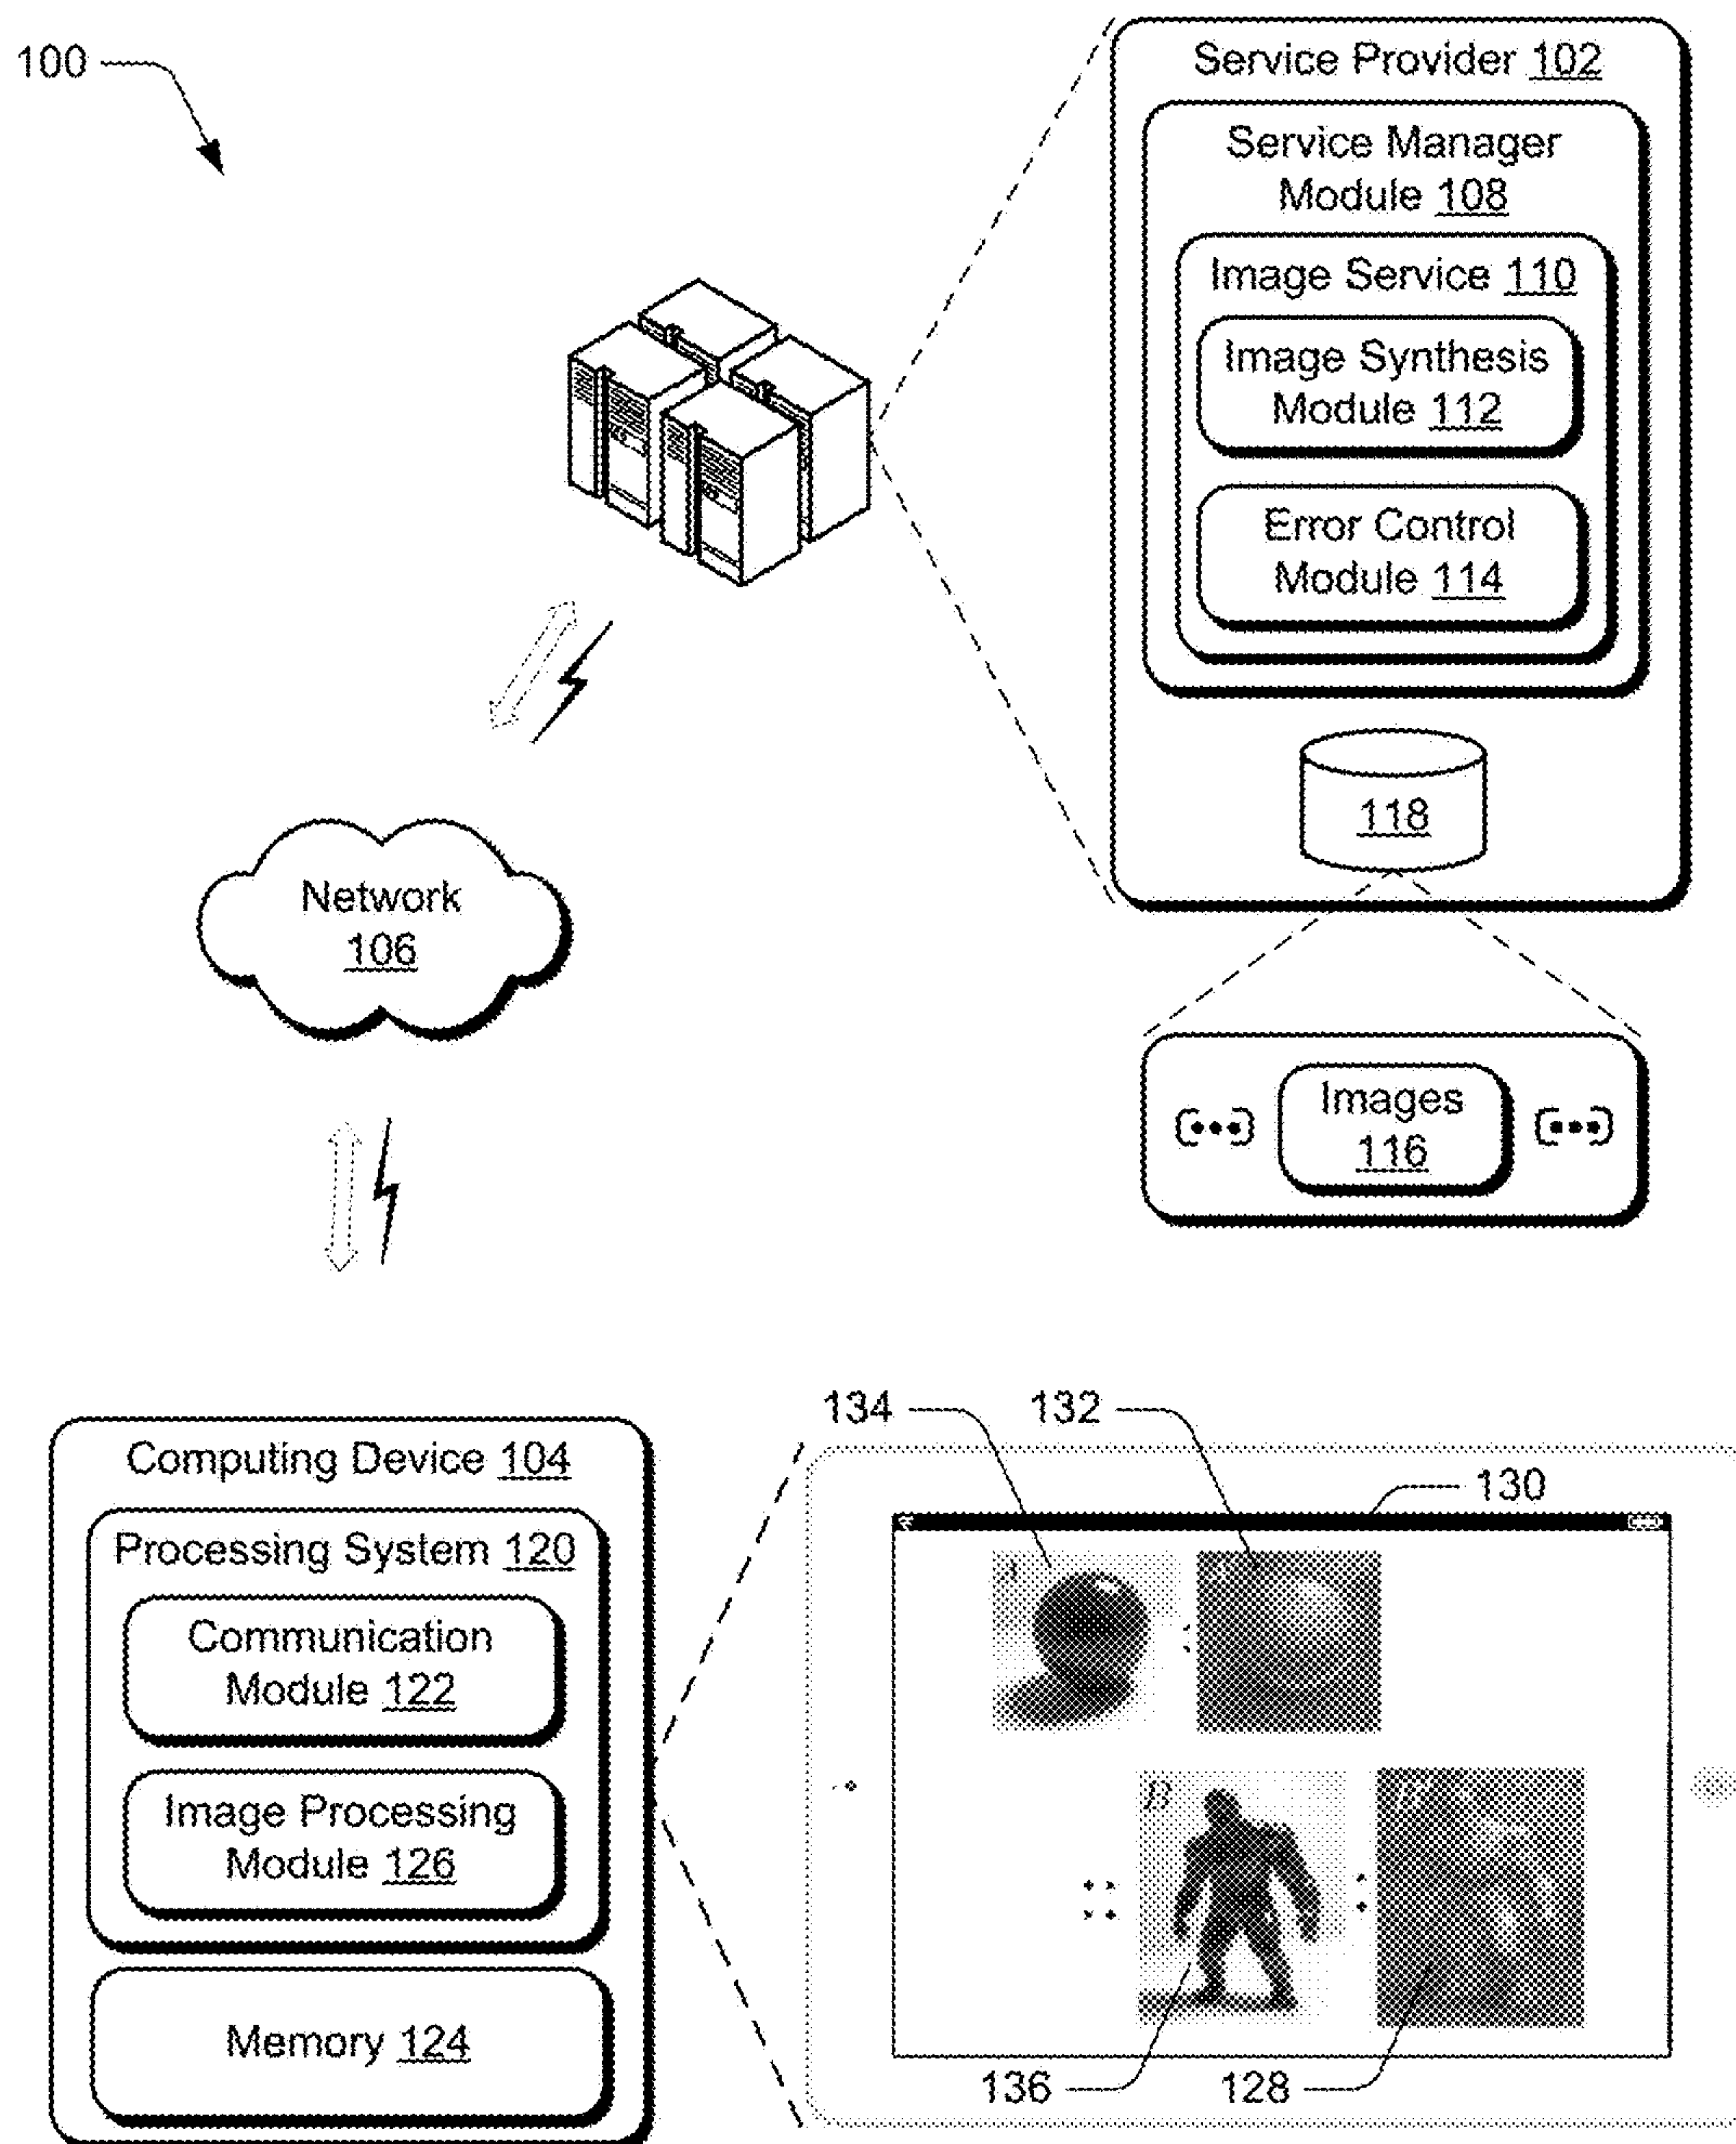 100
Service Provider 102
Service Manager
Module 108
Image Service 110
Image Synthesis
Module 112
Error Control
Module 114
118
Network
106
Images
116
Computing Device 104
Processing System 120
Communication
Module 122
Image Processing
Module 126
Memory 124
134
132
130
B
136
128